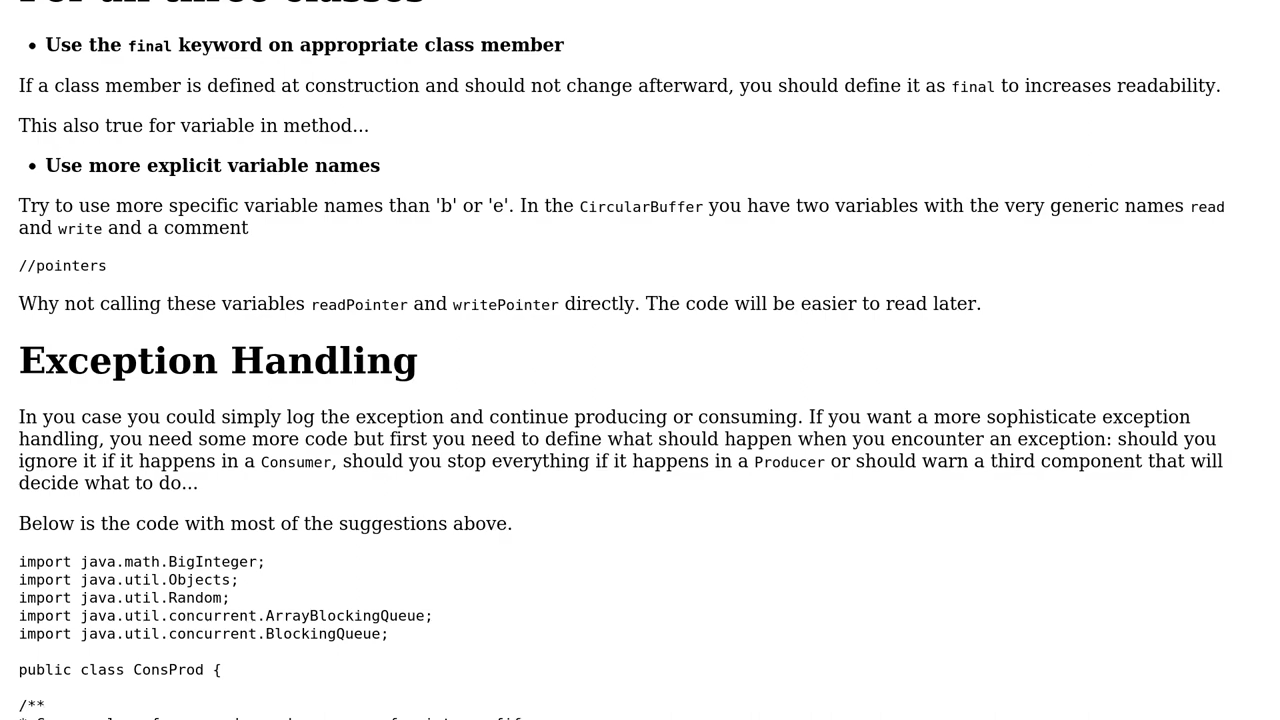 For all three classes
Use the final keyword on appropriate class member
If a class member is defined at construction and should not change afterward, you should define it as final to increases readability.
This also true for variable in method...
Use more explicit variable names
Try to use more specific variable names than 'b' or 'e'. In the CircularBuffer you have two variables with the very generic names read
and write and a comment
//pointers
Why not calling these variables readPointer and writePointer directly. The code will be easier to read later.
Exception Handling
In you case you could simply log the exception and continue producing or consuming. If you want a more sophisticate exception
handling, you need some more code but first you need to define what should happen when you encounter an exception: should you
ignore it if it happens in a Consumer, should you stop everything if it happens in a Producer or should warn a third component that will
decide what to do...
Below is the code with most of the suggestions above.
import java.math.BigInteger;
import java.util.Objects;
import java.util.Random;
import java.util.concurrent.ArrayBlockingQueue;
import java.util.concurrent.BlockingQueue;
public class ConsProd {
/**